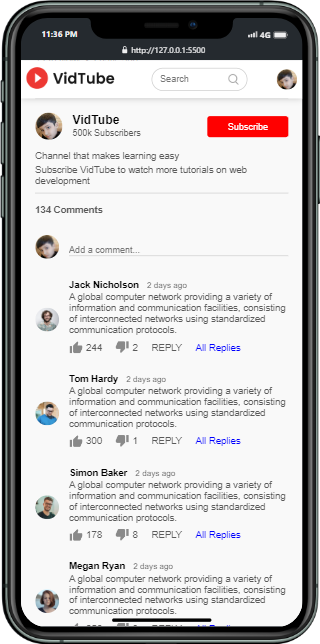 11:36 PM
4G
http://127.0.0.1:5500
VidTube
Search
VidTube
500k Subscribers
Subscribe
Channel that makes learning easy
Subscribe VidTube to watch more tutorials on web
development
134 Comments
Add a comment...
Jack Nicholson 2 days ago
A global computer network providing a variety of
information and communication facilities, consisting
of interconnected networks using standardized
communication protocols.
244 2 REPLY All Replies
Tom Hardy 2 days ago
A global computer network providing a variety of
information and communication facilities, consisting
of interconnected networks using standardized
communication protocols.
300 1 REPLY All Replies
Simon Baker 2 days ago
A global computer network providing a variety of
information and communication facilities, consisting
of interconnected networks using standardized
communication protocols.
178 8 REPLY All Replies
Megan Ryan 2 days ago
A global computer network providing a variety of
information and communication facilities, consisting
of interconnected networks using standardized
communication protocols.